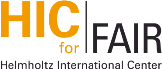 HIC
for FAIR
Helmholtz International Center